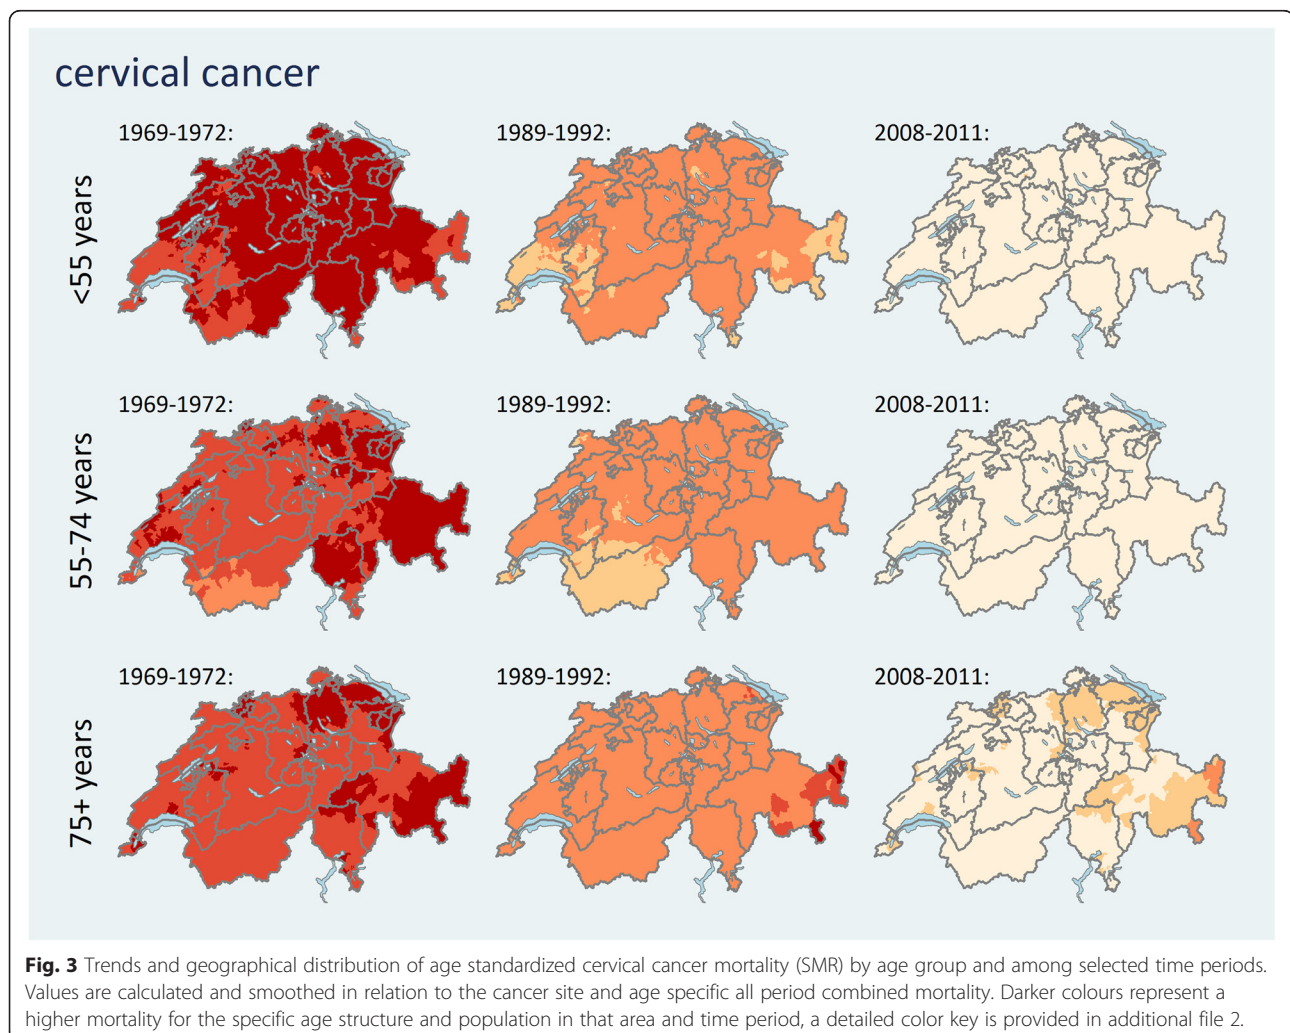 cervical cancer
1969-1972: 1989-1992: 2008-2011:
<55 years
1969-1972: 1989-1992: 2008-2011:
55-74 years
1969-1972: 1989-1992: 2008-2011:
75+ years
Fig. 3 Trends and geographical distribution of age standardized cervical cancer mortality (SMR) by age group and among selected time periods.
Values are calculated and smoothed in relation to the cancer site and age specific all period combined mortality. Darker colours represent a
higher mortality for the specific age structure and population in that area and time period, a detailed color key is provided in additional file 2.